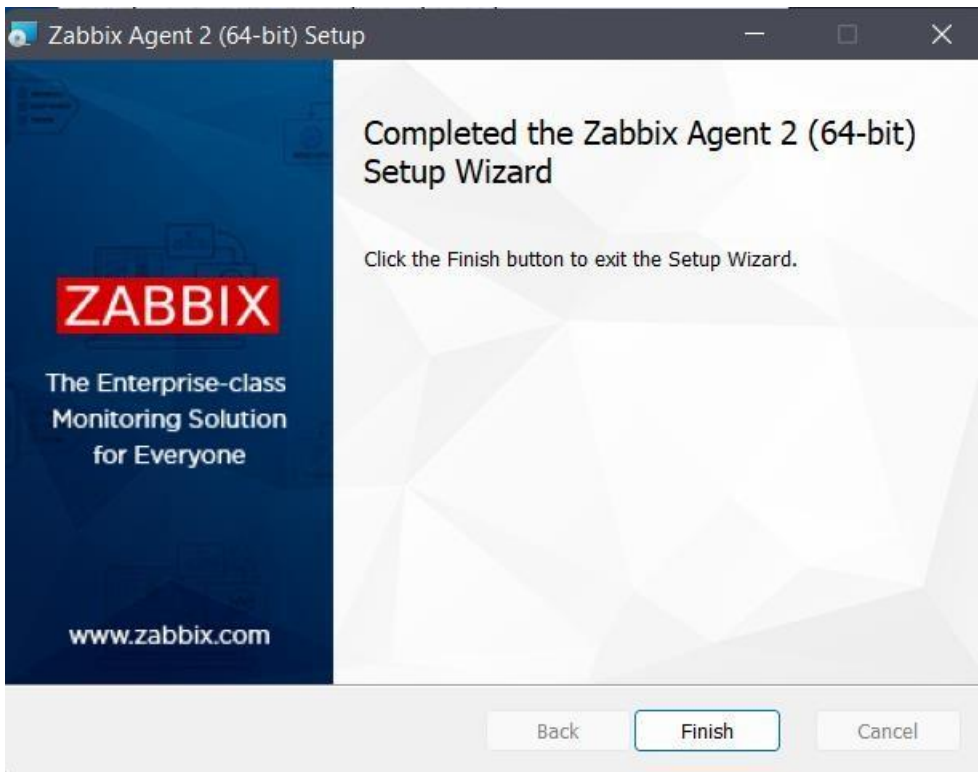 Zabbix Agent 2 (64-bit) Setup
Completed the Zabbix Agent 2 (64-bit)
Setup Wizard
Click the Finish button to exit the Setup Wizard.
ZABBIX
The Enterprise-class
Monitoring Solution
for Everyone
www.zabbix.com
Back
Finish
Cancel